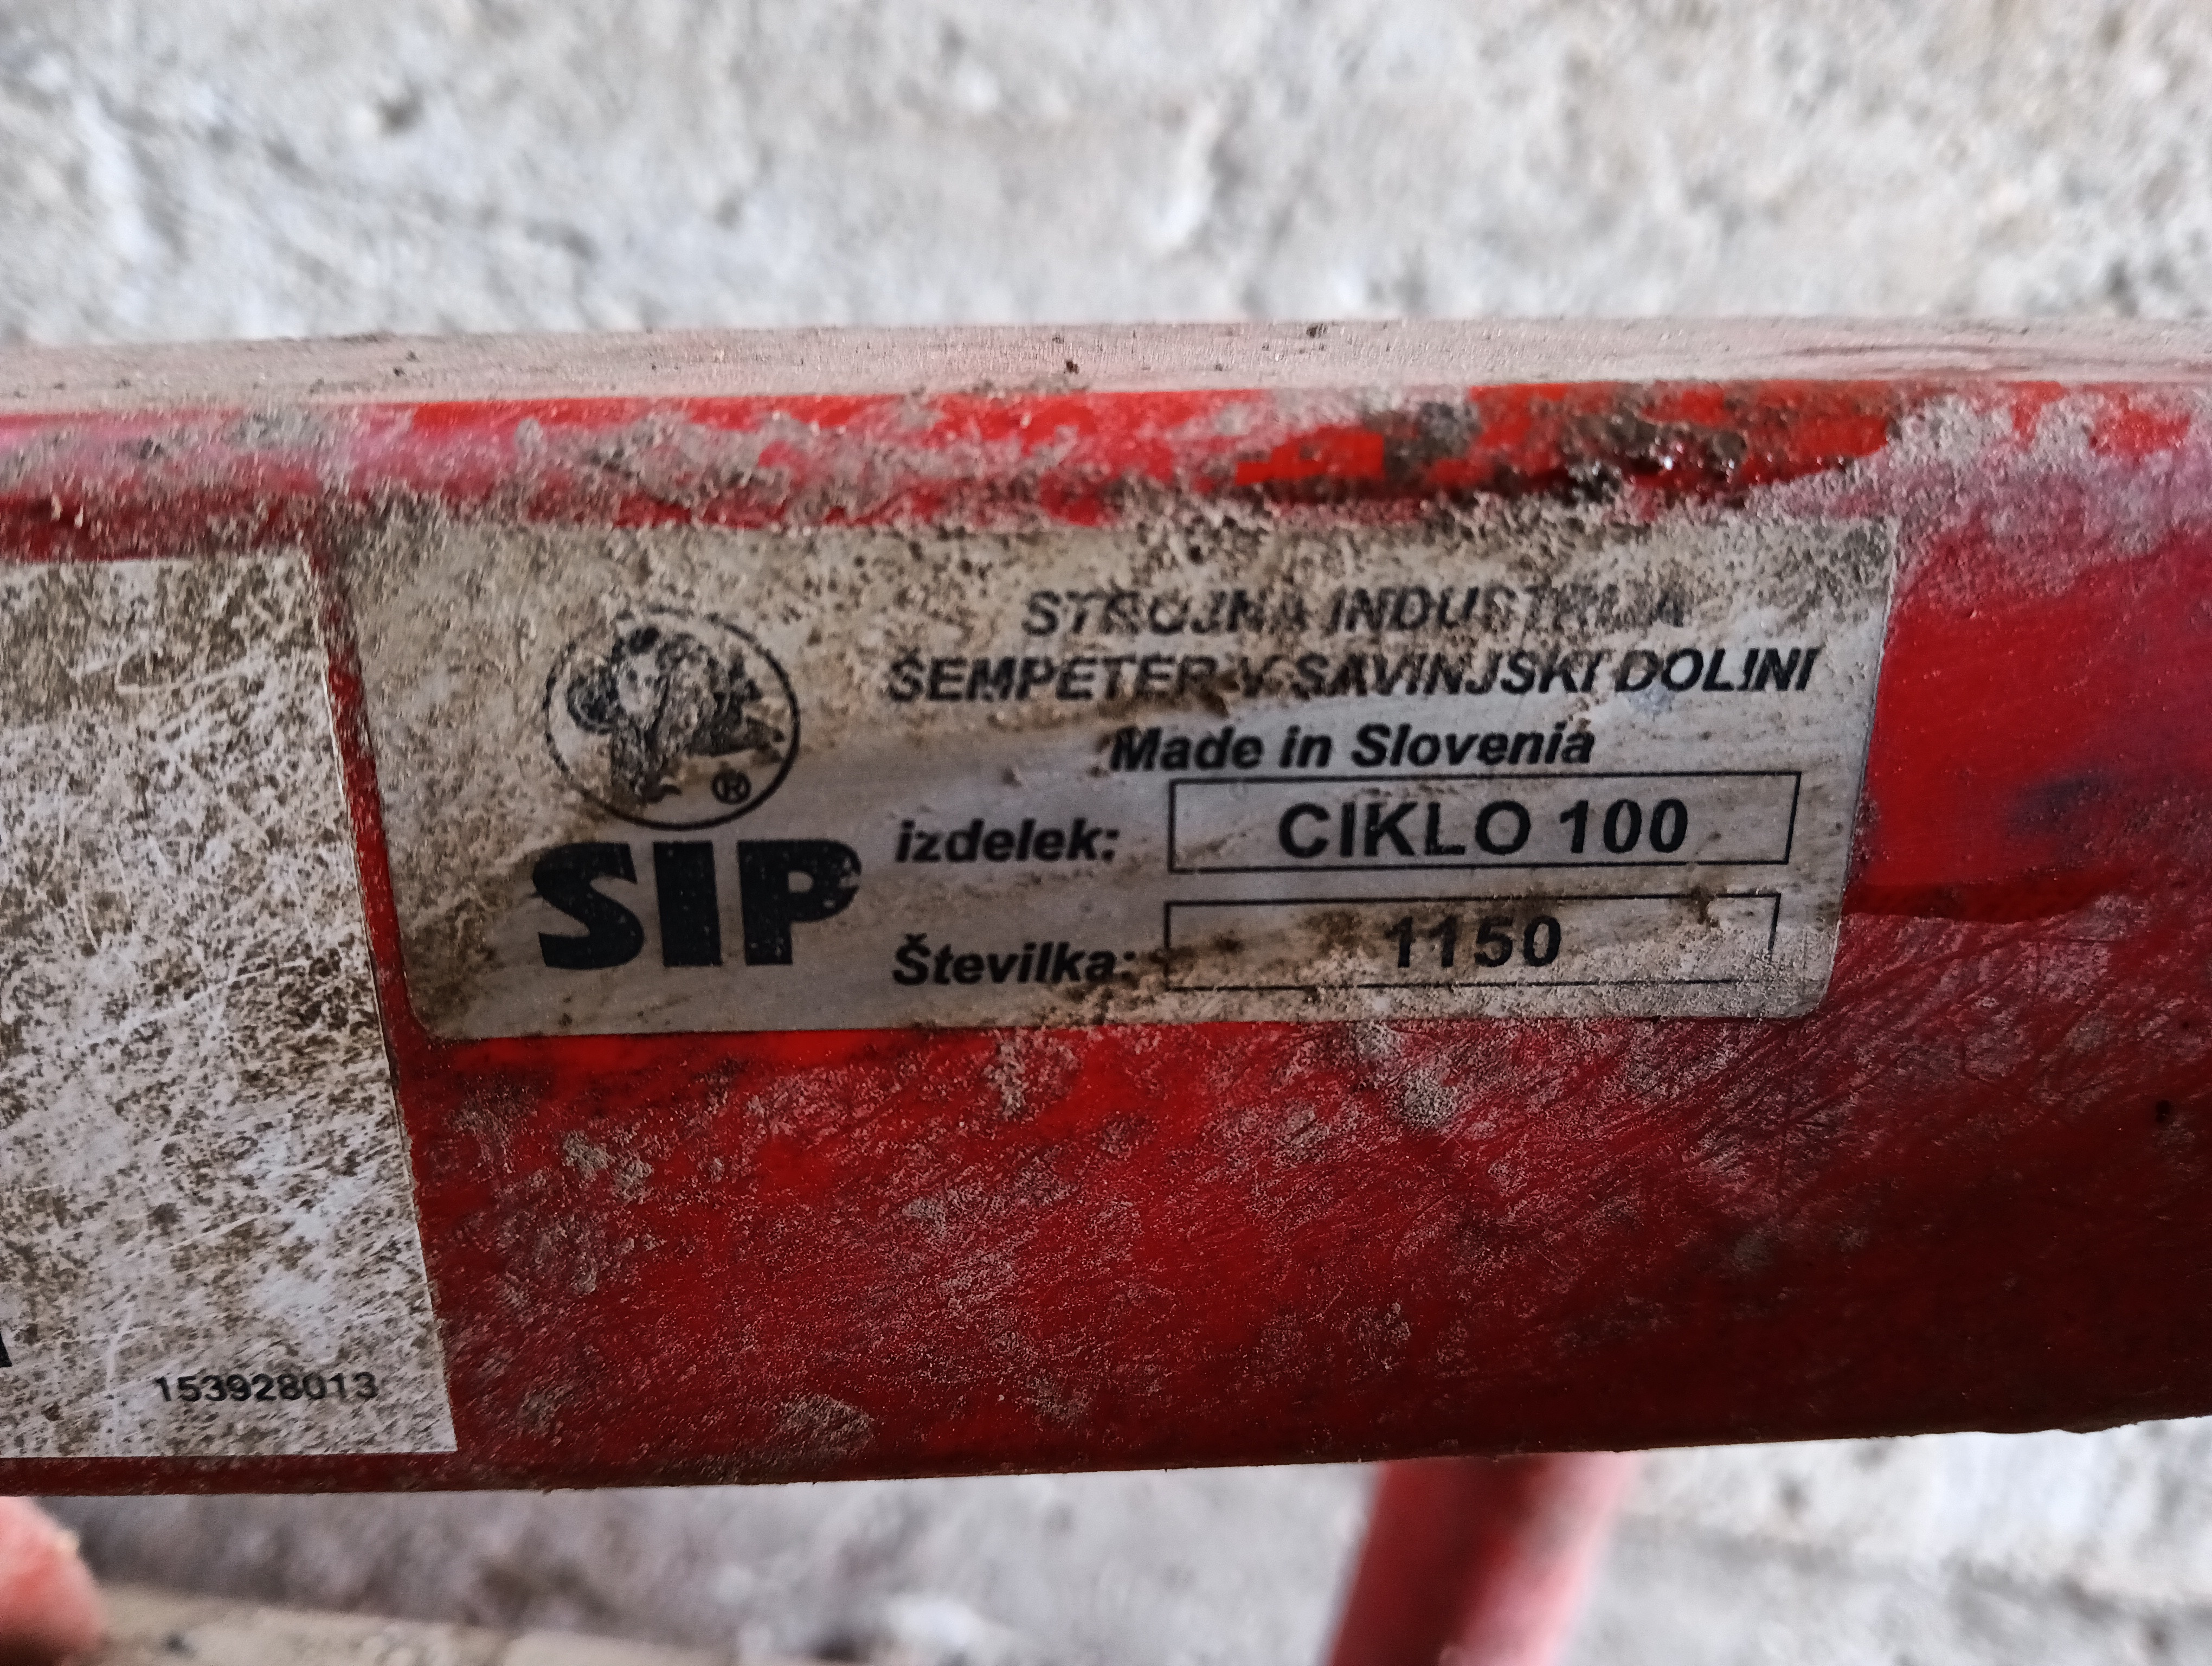 STROJNA INDUSTRIJA
ŠEMPETER V SAVINJSKI DOLINI
Made in Slovenia
®
SIP
izdelek: CIKLO 100
Številka: 1150
153928013